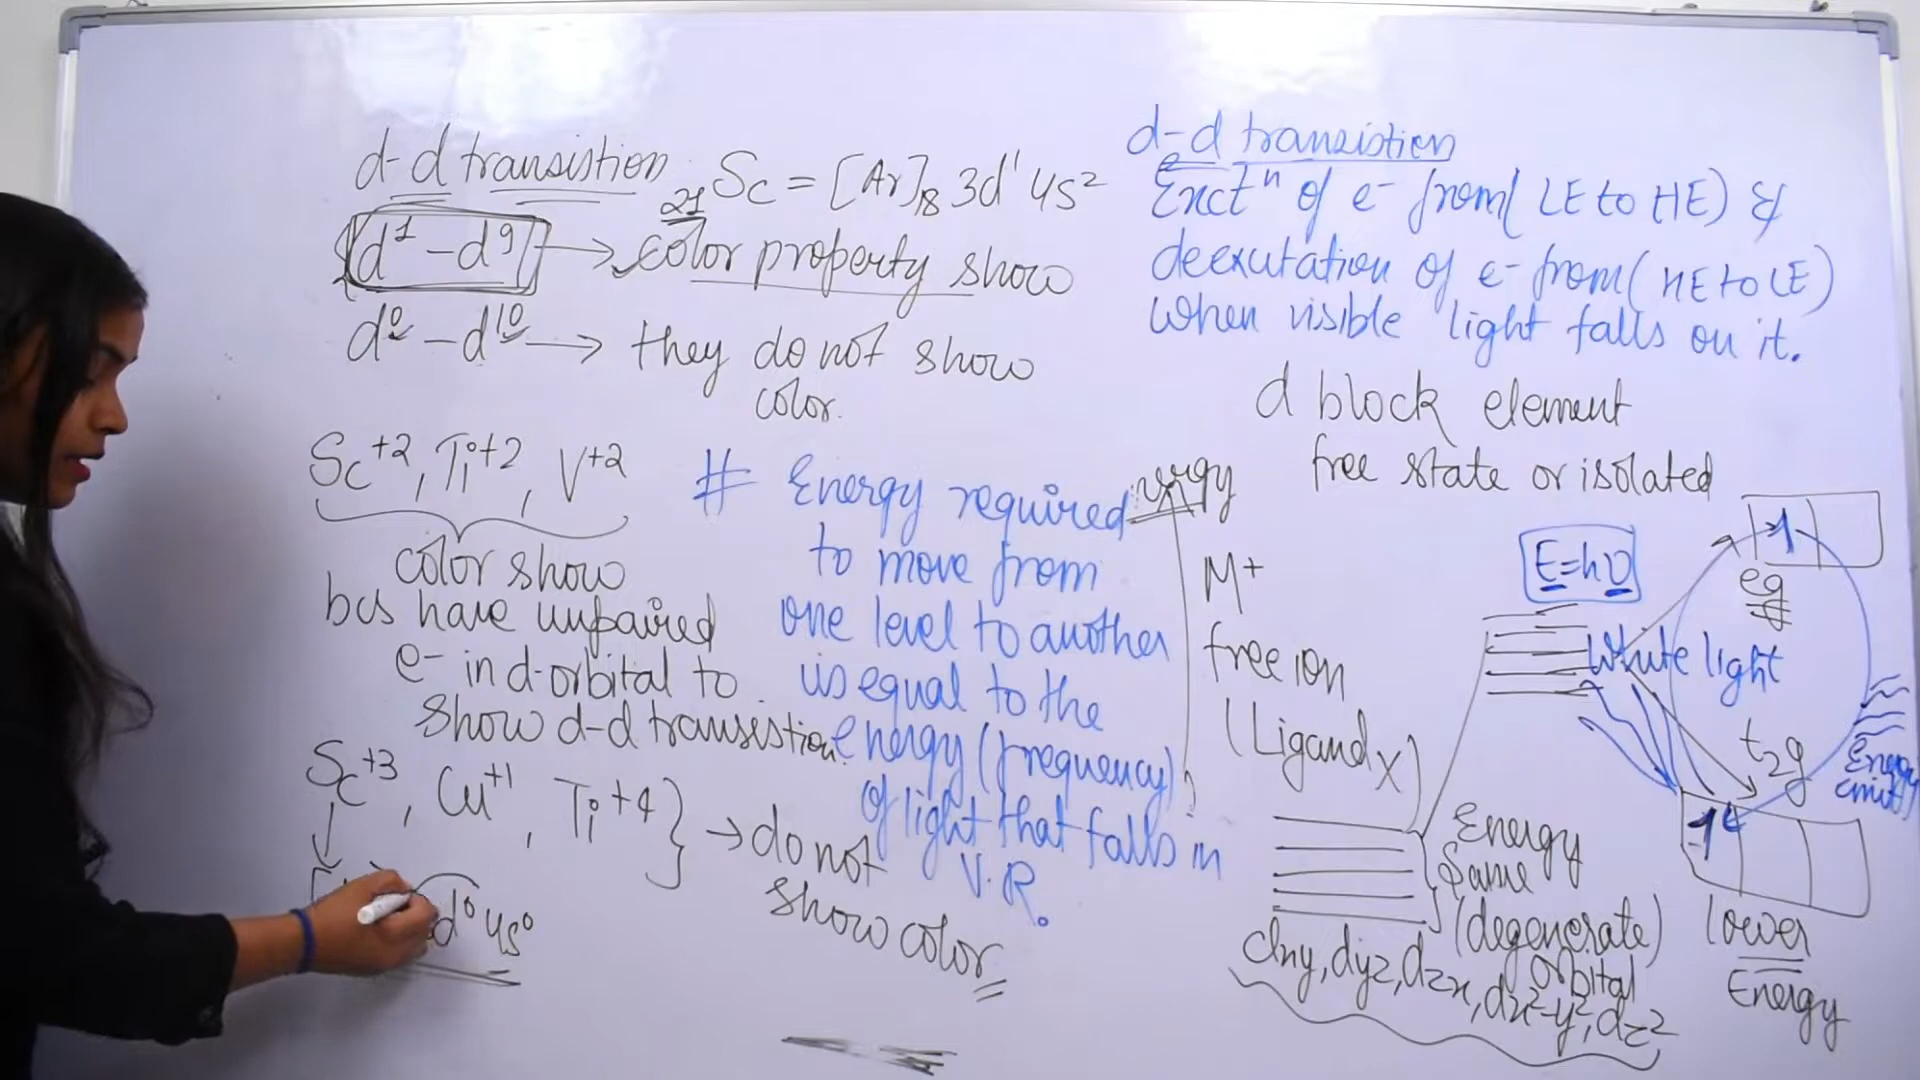 d-d transistion
₂₁Sc = [Ar]₁₈ 3d¹ 4s²
d¹ - d⁹ → color property show
d⁰ - d¹⁰ → they do not show
color.
Sc⁺², Ti⁺², V⁺²
color show
bcs have unpaired
e- in d-orbital to
show d-d transistion
Sc⁺³, Cu⁺¹, Ti⁺⁴ } → do not
show color
d⁰ 4s⁰
# Energy required
to move from
one level to another
is equal to the
energy (frequency)
of light that falls in
V.R.
d-d transistion
Exctⁿ of e- from ( LE to HE) &
deexcitation of e- from ( HE to LE)
when visible light falls on it.
d block element
free state or isolated
M⁺
free ion
(Ligand x)
E=hν
White light
eg
t₂g
1
1
Energy
emit
Energy
same
(degenerate)
orbital
dxy, dyz, dzx, dx²-y², dz²
lower
Energy